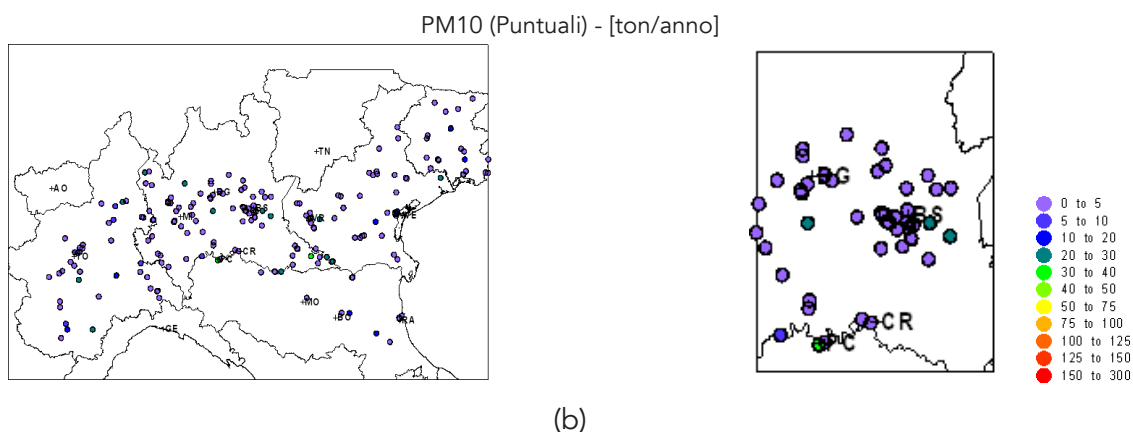 PM10 (Puntuali) - [ton/anno]
+TN
+AO
BG
+MI
BS
VR
VE
TO
CR
PC
+MO
+BO
RA
+GE
BG
BS
CR
PC
0 to 5
5 to 10
10 to 20
20 to 30
30 to 40
40 to 50
50 to 75
75 to 100
100 to 125
125 to 150
150 to 300
(b)